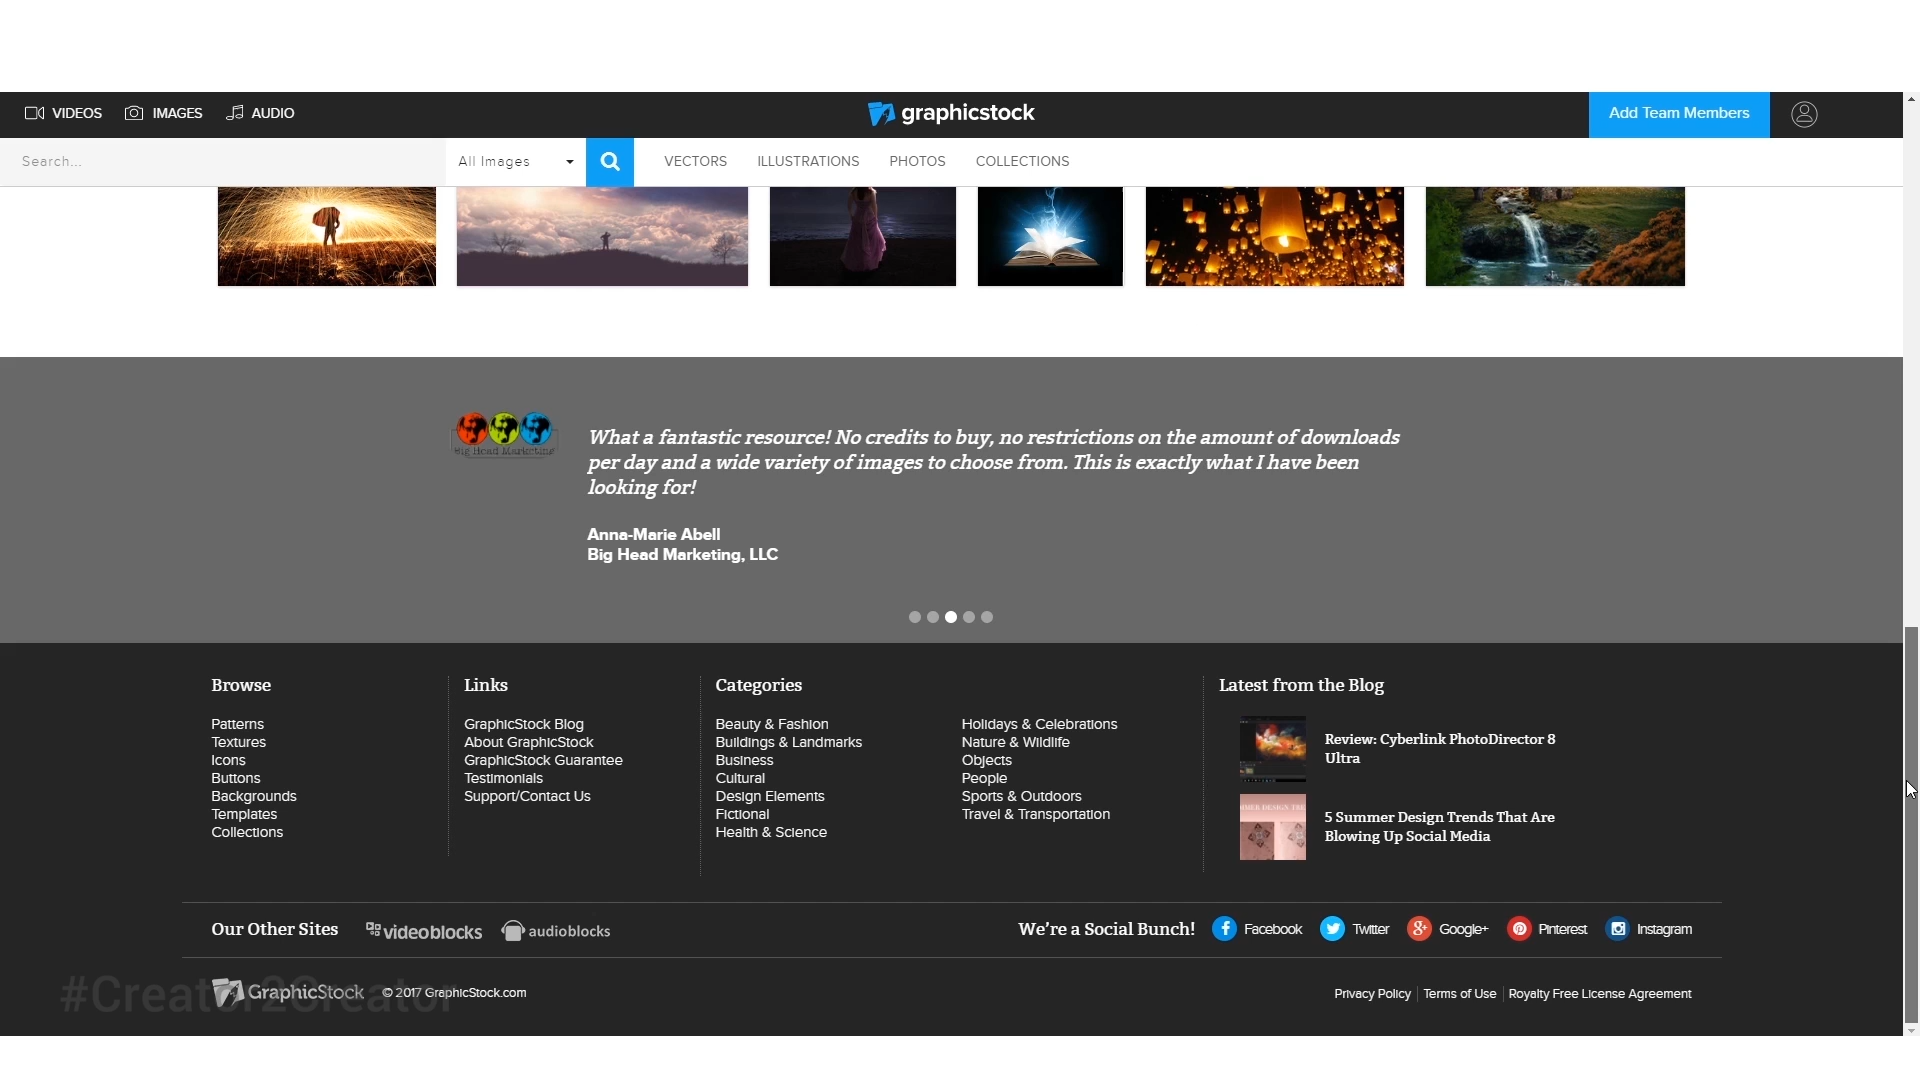 VIDEOS IMAGES AUDIO graphicstock Add Team Members
Search... All Images VECTORS ILLUSTRATIONS PHOTOS COLLECTIONS
Big Head Marketing
What a fantastic resource! No credits to buy, no restrictions on the amount of downloads
per day and a wide variety of images to choose from. This is exactly what I have been
looking for!
Anna-Marie Abell
Big Head Marketing, LLC
Browse
Patterns
Textures
Icons
Buttons
Backgrounds
Templates
Collections
Links
GraphicStock Blog
About GraphicStock
GraphicStock Guarantee
Testimonials
Support/Contact Us
Categories
Beauty & Fashion
Buildings & Landmarks
Business
Cultural
Design Elements
Fictional
Health & Science
Holidays & Celebrations
Nature & Wildlife
Objects
People
Sports & Outdoors
Travel & Transportation
Latest from the Blog
Review: Cyberlink PhotoDirector 8
Ultra
5 Summer Design Trends That Are
Blowing Up Social Media
Our Other Sites videoblocks audioblocks We're a Social Bunch! Facebook Twitter Google+ Pinterest Instagram
#Creator2Creator
GraphicStock © 2017 GraphicStock.com Privacy Policy Terms of Use Royalty Free License Agreement